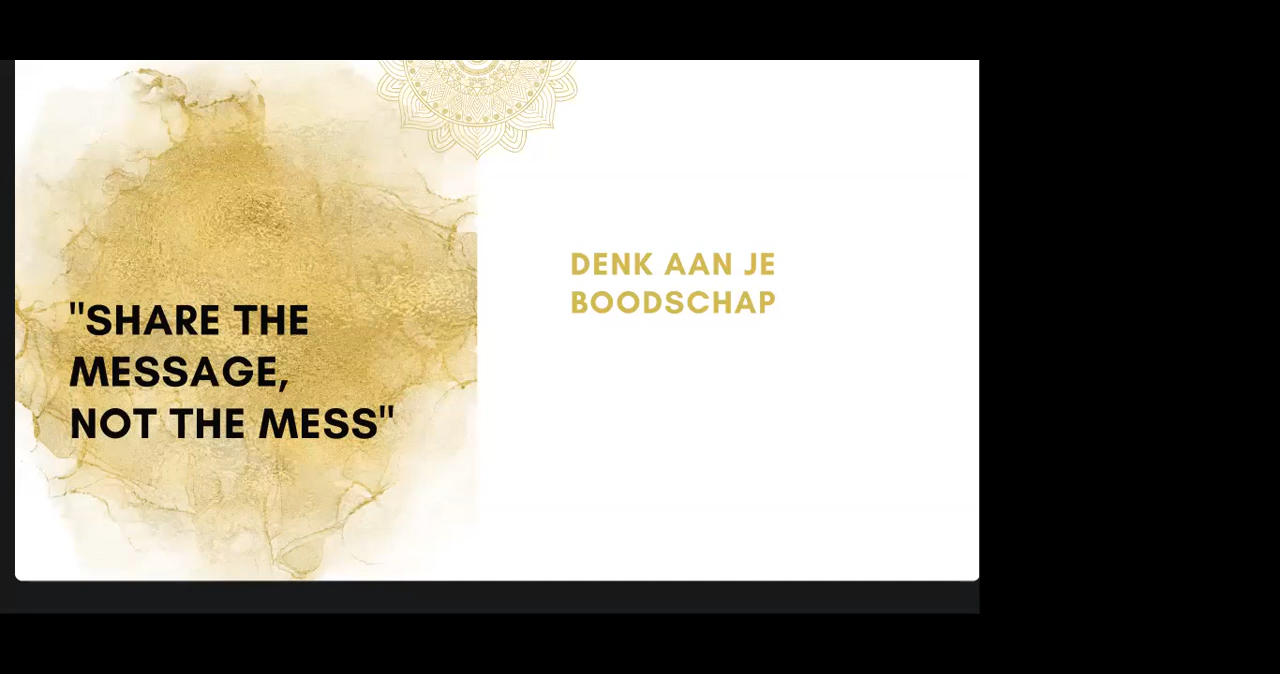 "SHARE THE
MESSAGE,
NOT THE MESS"
DENK AAN JE
BOODSCHAP